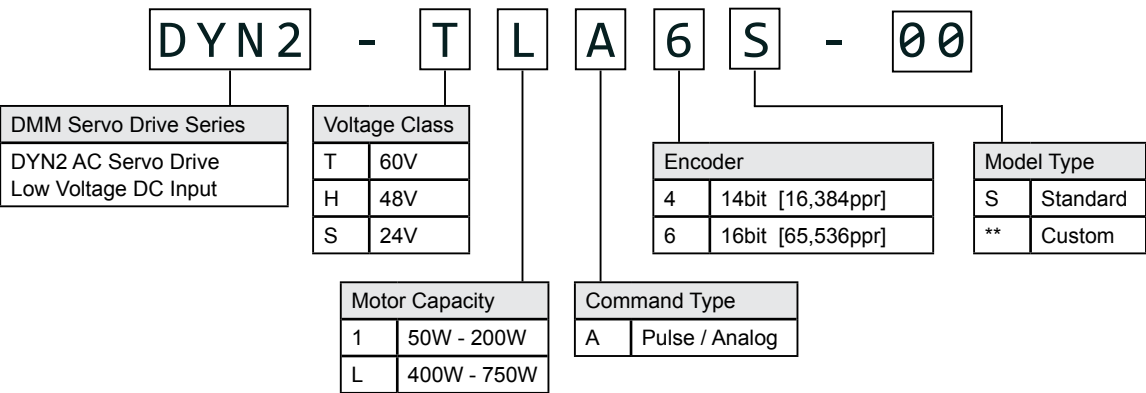 DYN2 - T L A 6 S - 00
DMM Servo Drive Series
DYN2 AC Servo Drive
Low Voltage DC Input
Voltage Class
T 60V
H 48V
S 24V
Encoder
4 14bit [16,384ppr]
6 16bit [65,536ppr]
Model Type
S Standard
** Custom
Motor Capacity
1 50W - 200W
L 400W - 750W
Command Type
A Pulse / Analog